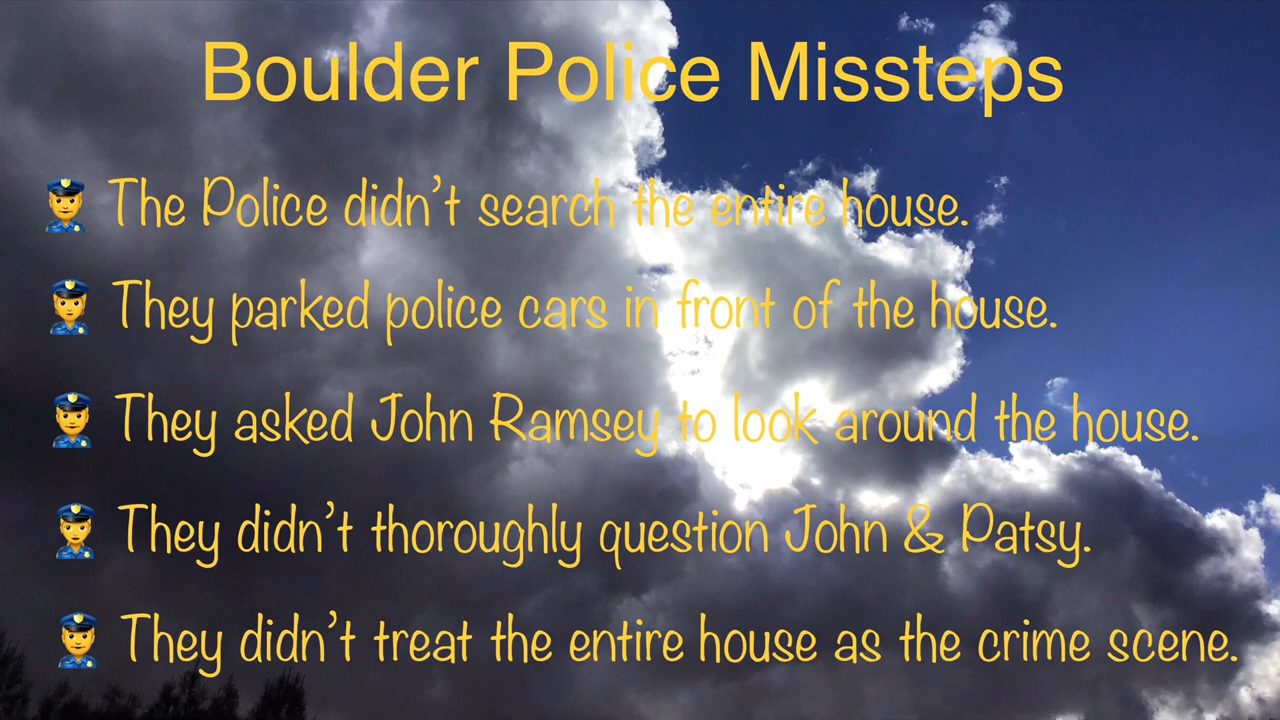 Boulder Police Missteps
👮 The Police didn't search the entire house.
👮 They parked police cars in front of the house.
👮 They asked John Ramsey to look around the house.
👮 They didn't thoroughly question John & Patsy.
👮 They didn't treat the entire house as the crime scene.